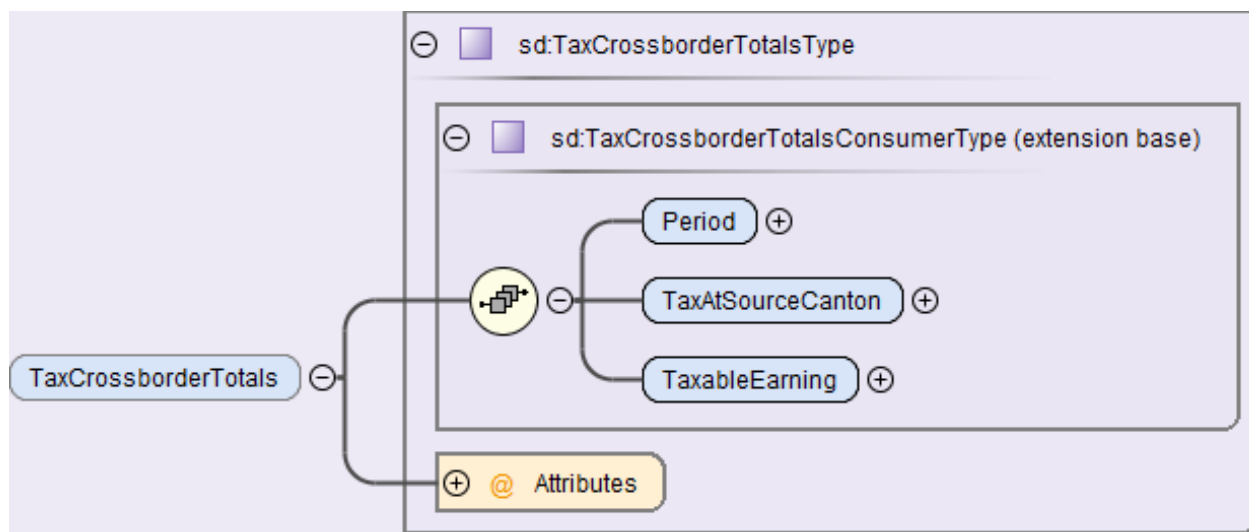 sd:TaxCrossborderTotalsType
sd:TaxCrossborderTotalsConsumerType (extension base)
Period
TaxAtSourceCanton
TaxCrossborderTotals
TaxableEarning
@ Attributes